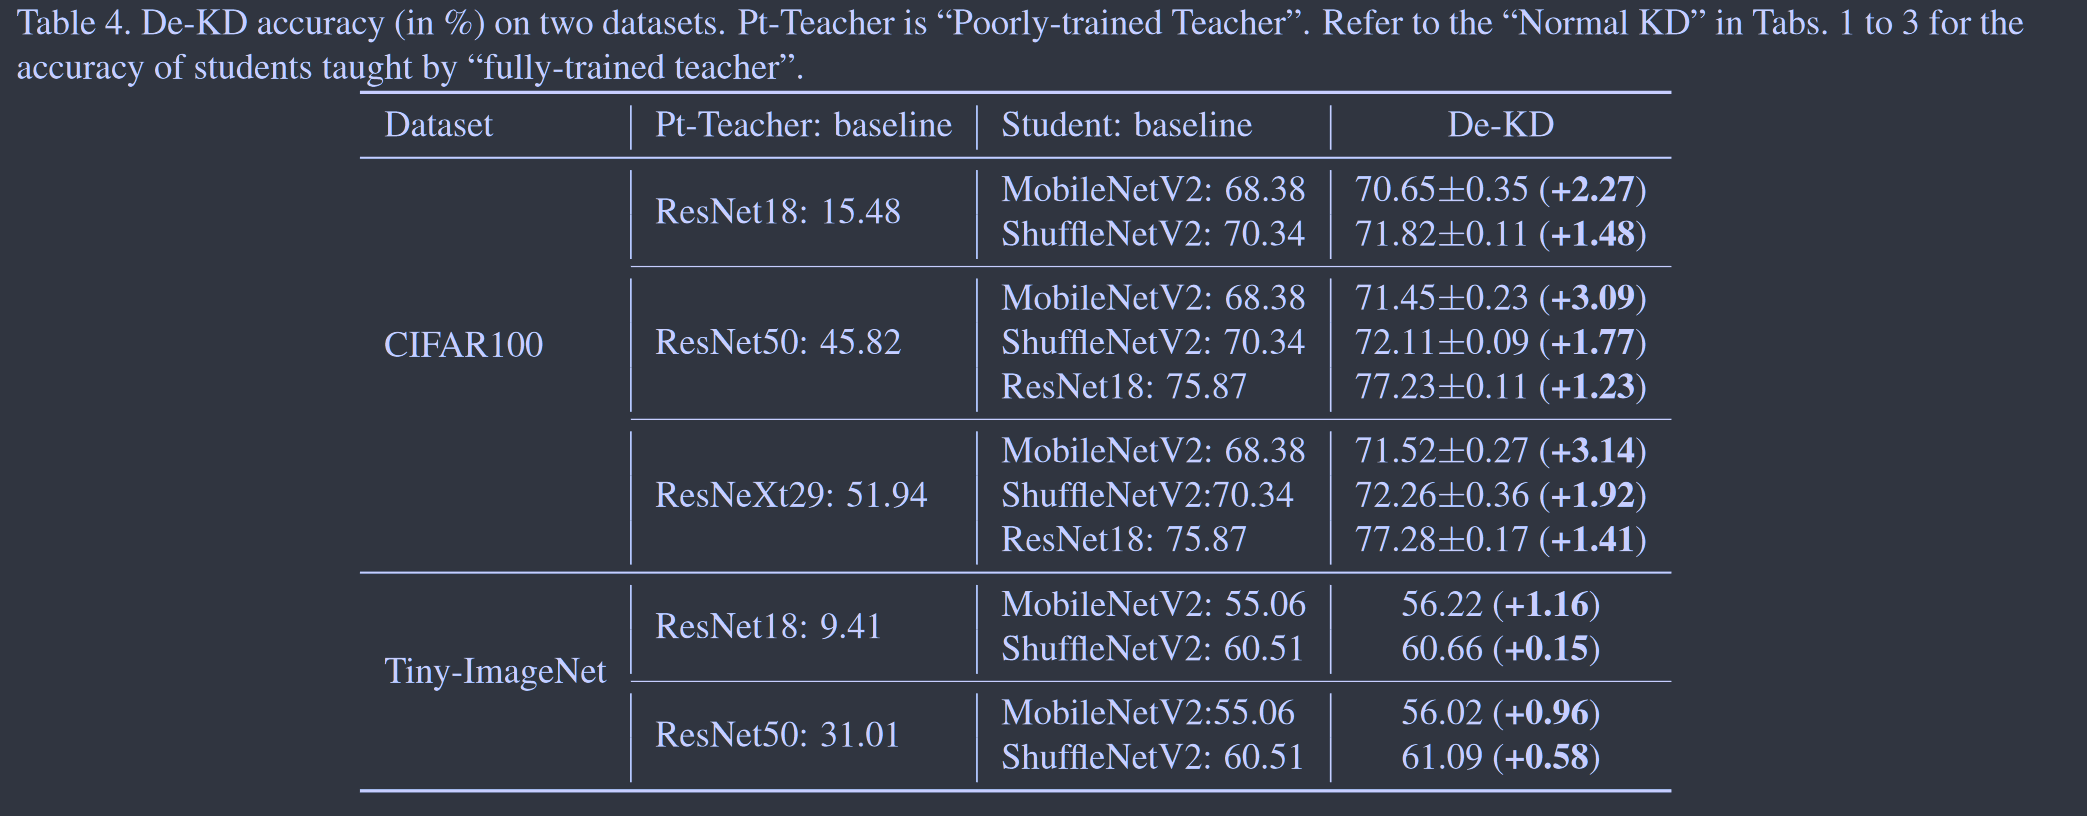 Table 4. De-KD accuracy (in %) on two datasets. Pt-Teacher is “Poorly-trained Teacher”. Refer to the “Normal KD” in Tabs. 1 to 3 for the
accuracy of students taught by “fully-trained teacher”.
Dataset Pt-Teacher: baseline Student: baseline De-KD
CIFAR100
ResNet18: 15.48
MobileNetV2: 68.38 70.65±0.35 (+2.27)
ShuffleNetV2: 70.34 71.82±0.11 (+1.48)
ResNet50: 45.82
MobileNetV2: 68.38 71.45±0.23 (+3.09)
ShuffleNetV2: 70.34 72.11±0.09 (+1.77)
ResNet18: 75.87 77.23±0.11 (+1.23)
ResNeXt29: 51.94
MobileNetV2: 68.38 71.52±0.27 (+3.14)
ShuffleNetV2:70.34 72.26±0.36 (+1.92)
ResNet18: 75.87 77.28±0.17 (+1.41)
Tiny-ImageNet
ResNet18: 9.41
MobileNetV2: 55.06 56.22 (+1.16)
ShuffleNetV2: 60.51 60.66 (+0.15)
ResNet50: 31.01
MobileNetV2:55.06 56.02 (+0.96)
ShuffleNetV2: 60.51 61.09 (+0.58)